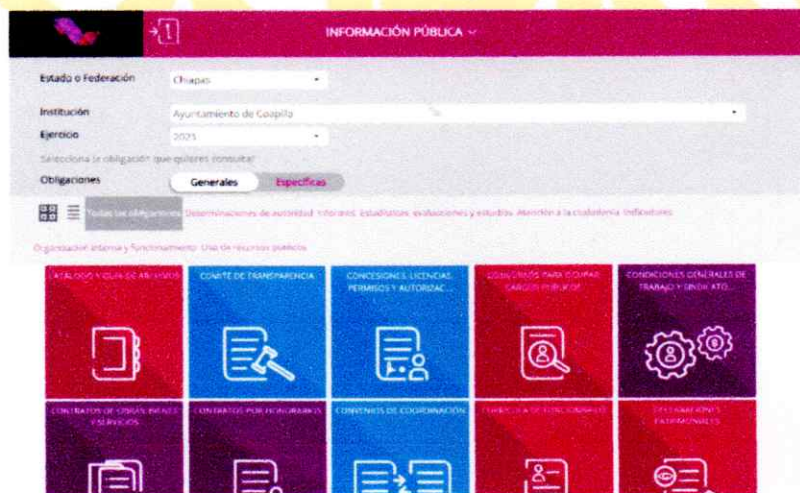 INFORMACIÓN PÚBLICA
Estado o Federación Chiapas
Institución Ayuntamiento de Coapilla
Ejercicio 2023
Selecciona la obligación que quieres consultar
Obligaciones Generales Específicas
Todas las obligaciones Determinaciones de autoridad Informes Estadísticas, evaluaciones y estudios Atención a la ciudadanía Indicadores
Organización interna y funcionamiento Uso de recursos públicos
CATÁLOGO Y GUÍA DE ARCHIVOS COMITÉ DE TRANSPARENCIA CONCESIONES, LICENCIAS, CONCURSOS PARA OCUPAR CONDICIONES GENERALES DE
PERMISOS Y AUTORIZAC... CARGOS PÚBLICOS TRABAJO Y SINDICATO...
CONTRATOS DE OBRAS, BIENES CONTRATOS POR HONORARIOS CONVENIOS DE COORDINACIÓN CURRÍCULA DE FUNCIONARIOS DECLARACIONES
Y SERVICIOS PATRIMONIALES